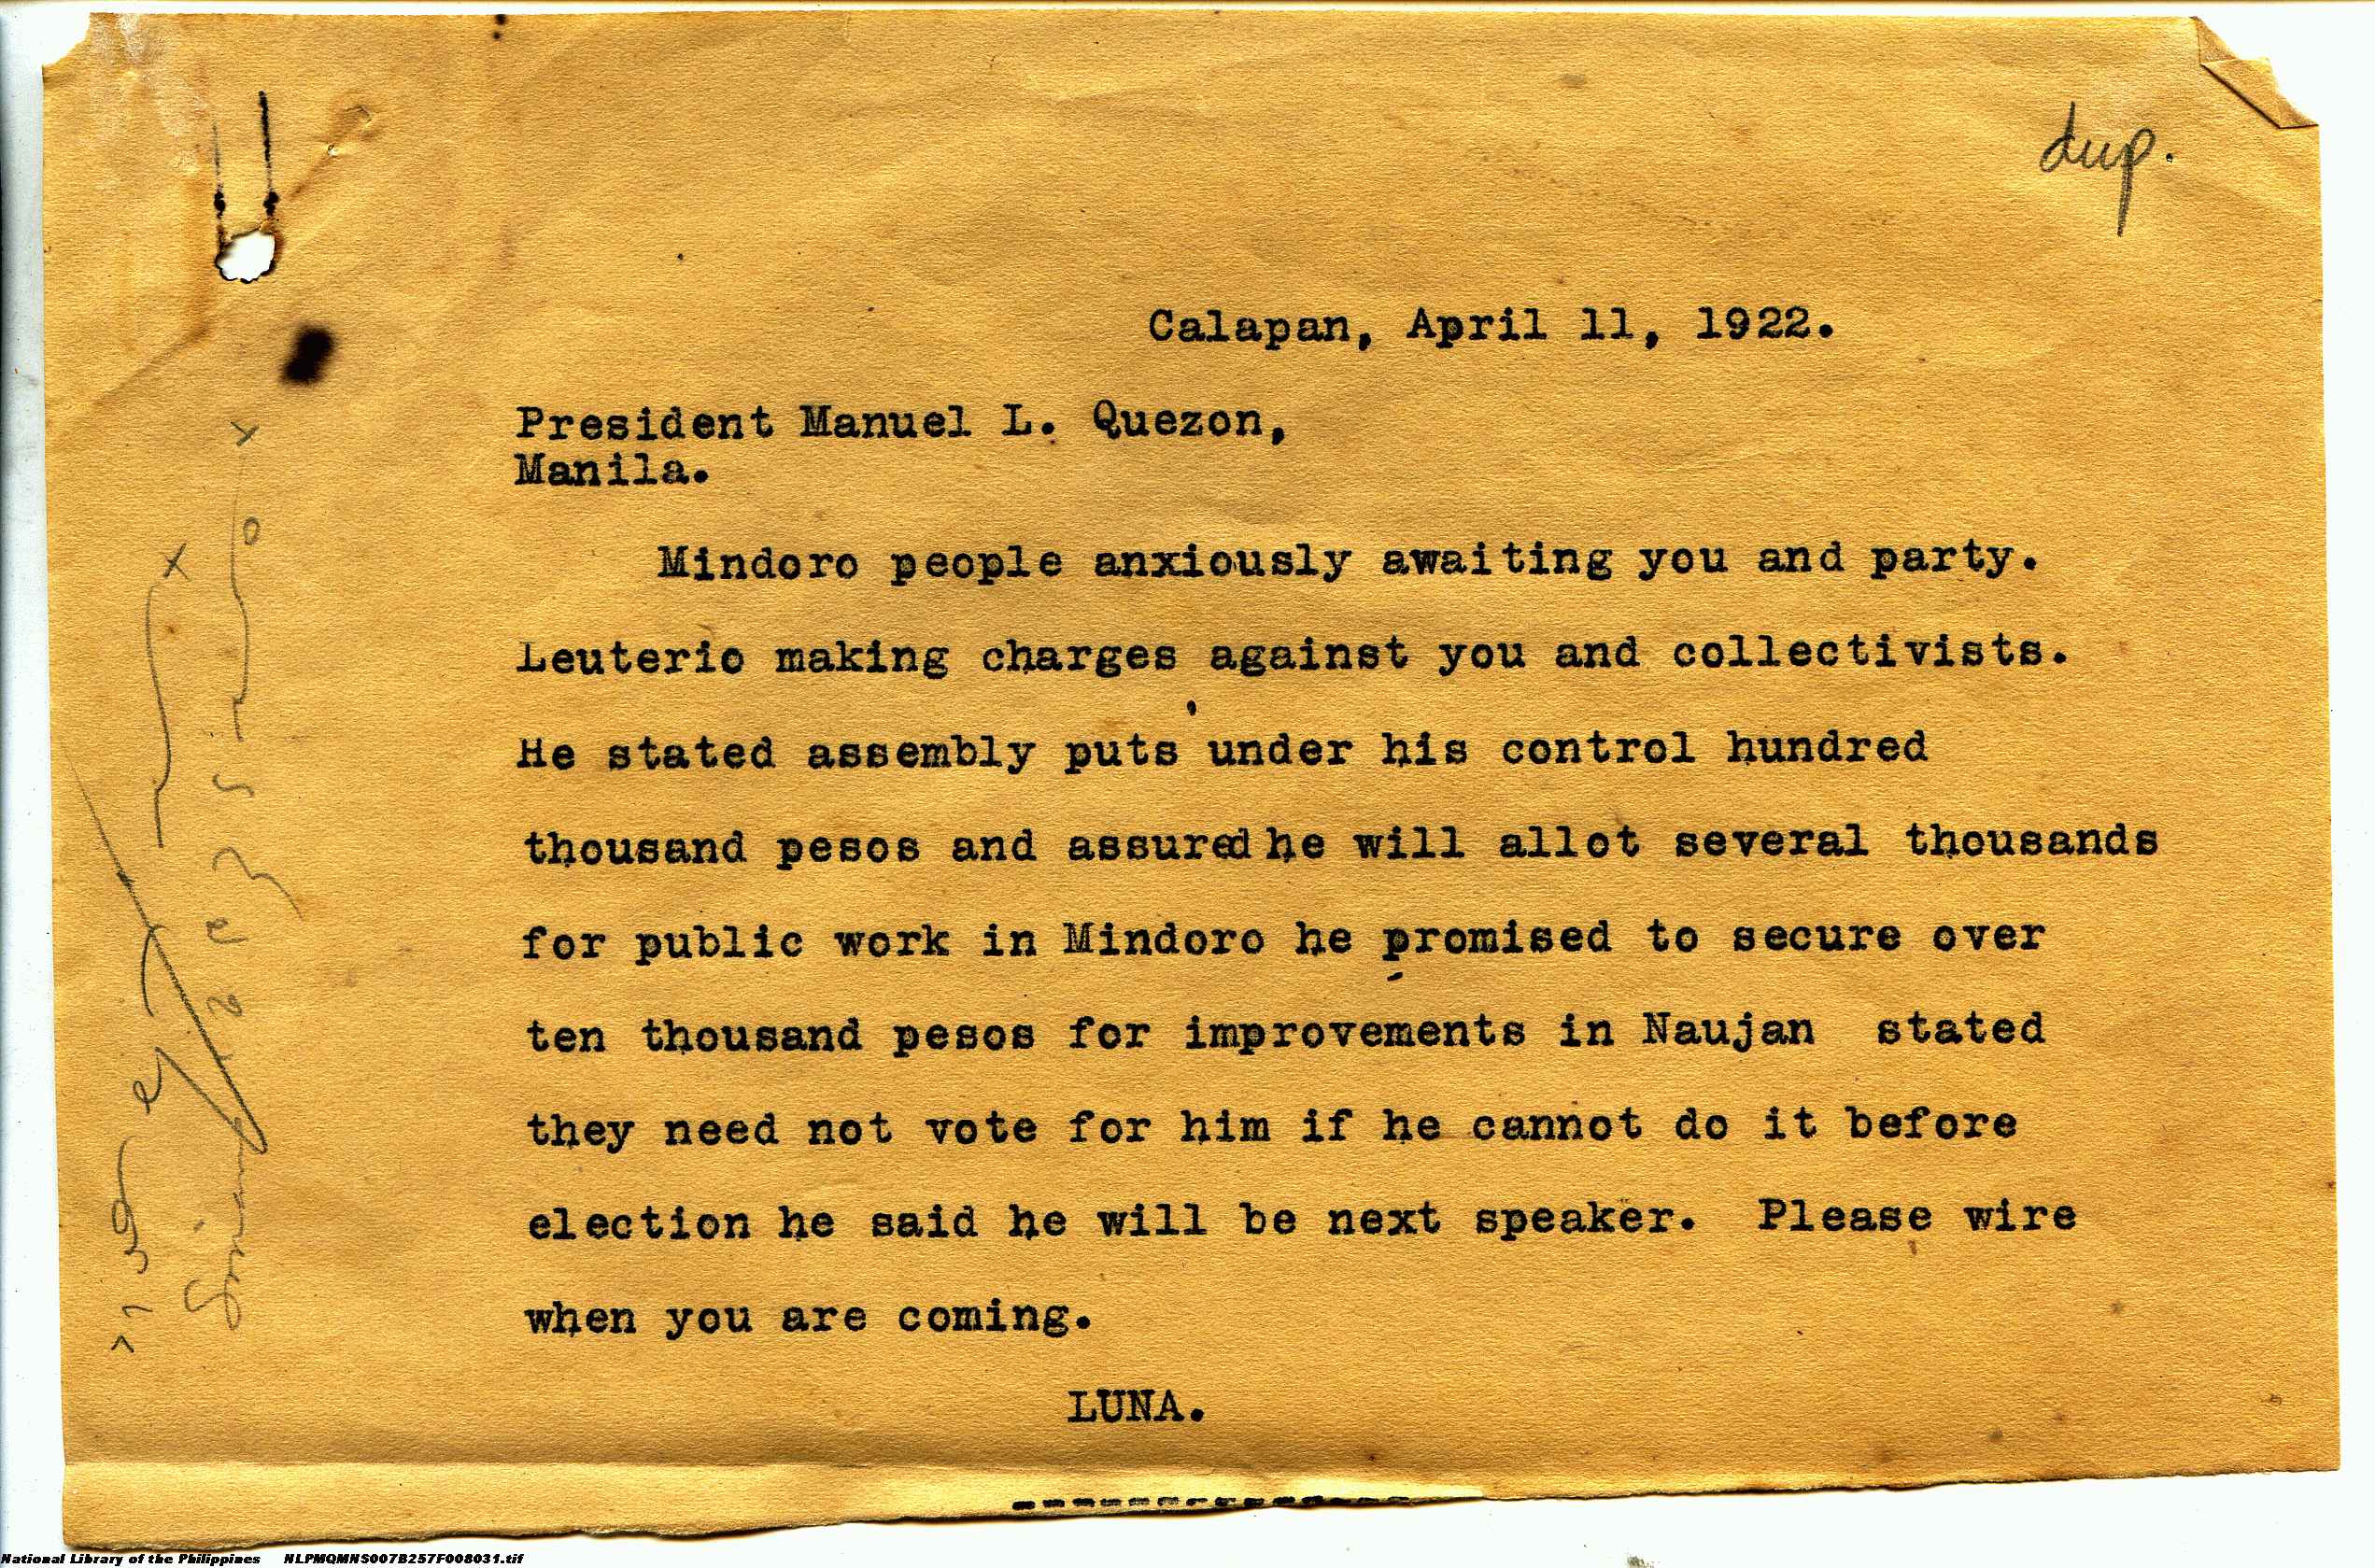 dup.
Calapan, April 11, 1922.
President Manuel L. Quezon,
Manila.
Mindoro people anxiously awaiting you and party.
Leuterio making charges against you and collectivists.
He stated assembly puts under his control hundred
thousand pesos and assured he will allot several thousands
for public work in Mindoro he promised to secure over
ten thousand pesos for improvements in Naujan stated
they need not vote for him if he cannot do it before
election he said he will be next speaker. Please wire
when you are coming.
LUNA.
National Library of the Philippines NLPMQMNS007B257F008031.tif